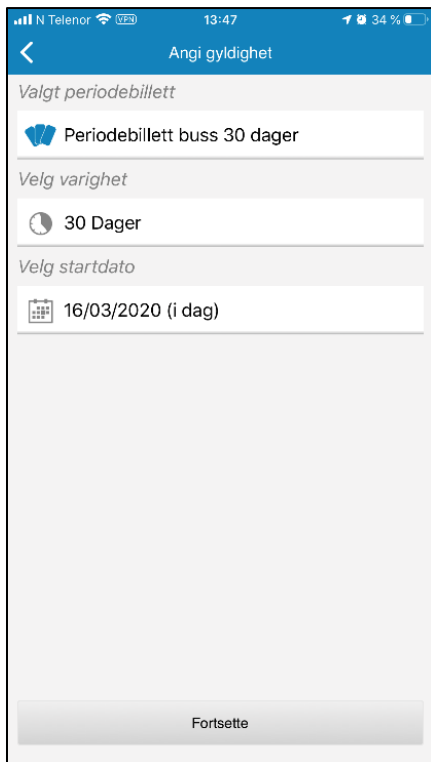 N Telenor VPN 13:47 34 %
Angi gyldighet
Valgt periodebillett
Periodebillett buss 30 dager
Velg varighet
30 Dager
Velg startdato
16/03/2020 (i dag)
Fortsette